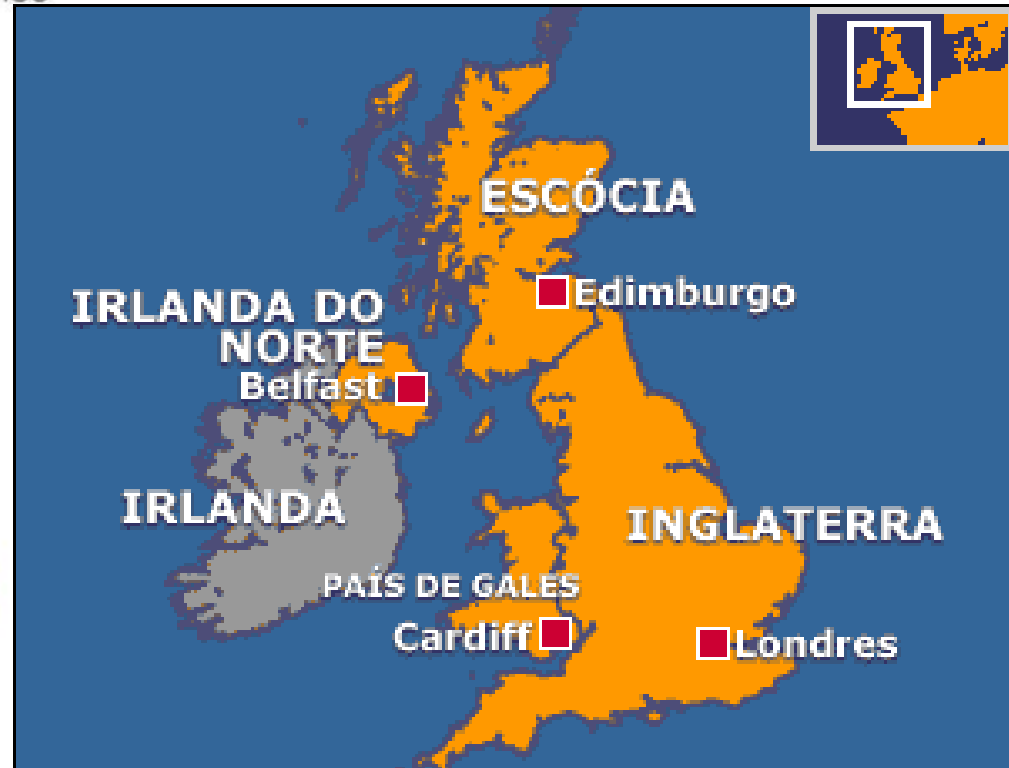 ESCÓCIA
Edimburgo
IRLANDA DO
NORTE
Belfast
IRLANDA
INGLATERRA
PAÍS DE GALES
Cardiff
Londres